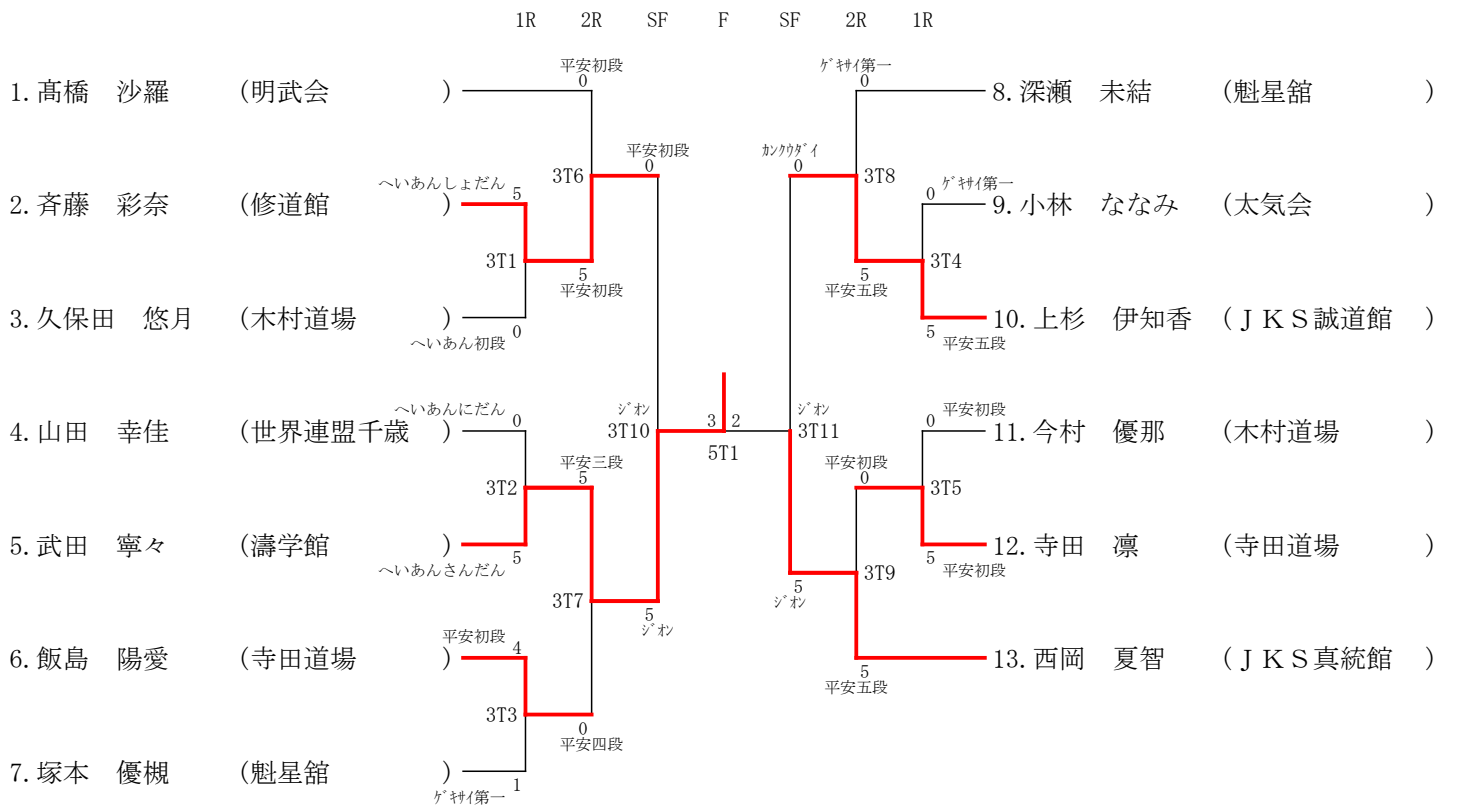 1R 2R SF F SF 2R 1R
平安初段 ｹﾞｷｻｲ第一
0 0
1. 髙橋　沙羅 (明武会 ) 8. 深瀬　未結 (魁星舘 )
平安初段 ｶﾝｸｳﾀﾞｲ
0 0
3T6 3T8
へいあんしょだん 5 0 ｹﾞｷｻｲ第一
2. 斉藤　彩奈 (修道館 ) 9. 小林　ななみ (太気会 )
3T1 3T4
5 5
平安初段 平安五段
3. 久保田　悠月 (木村道場 ) 10. 上杉　伊知香 (ＪＫＳ誠道館 )
へいあん初段 0 5 平安五段
へいあんにだん 0 ｼﾞｵﾝ ｼﾞｵﾝ 0 平安初段
4. 山田　幸佳 (世界連盟千歳 ) 3T10 3 2 3T11 11. 今村　優那 (木村道場 )
5T1
平安三段 平安初段
5 0
3T2 3T5
5. 武田　寧々 (濤学館 ) 12. 寺田　凛 (寺田道場 )
へいあんさんだん 5 5 平安初段
3T9
5 ｼﾞｵﾝ
3T7
5 ｼﾞｵﾝ
平安初段 4
6. 飯島　陽愛 (寺田道場 ) 13. 西岡　夏智 (ＪＫＳ真統館 )
5
平安五段
3T3
0
平安四段
7. 塚本　優槻 (魁星舘 )
ｹﾞｷｻｲ第一 1